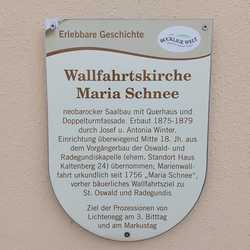 Erlebbare Geschichte
BUCKLIGE WELT
Wallfahrtskirche
Maria Schnee
neobarocker Saalbau mit Querhaus und
Doppelturmfassade. Erbaut 1875-1879
durch Josef u. Antonia Winter.
Einrichtung überwiegend Mitte 18. Jh. aus
dem Vorgängerbau der Oswald- und
Radegundiskapelle (ehem. Standort Haus
Kaltenberg 24) übernommen; Marienwall-
fahrt urkundlich seit 1756 „Maria Schnee",
vorher bäuerliches Wallfahrtsziel zu
St. Oswald und Radegundis.
Ziel der Prozessionen von
Lichtenegg am 3. Bitttag
und am Markustag